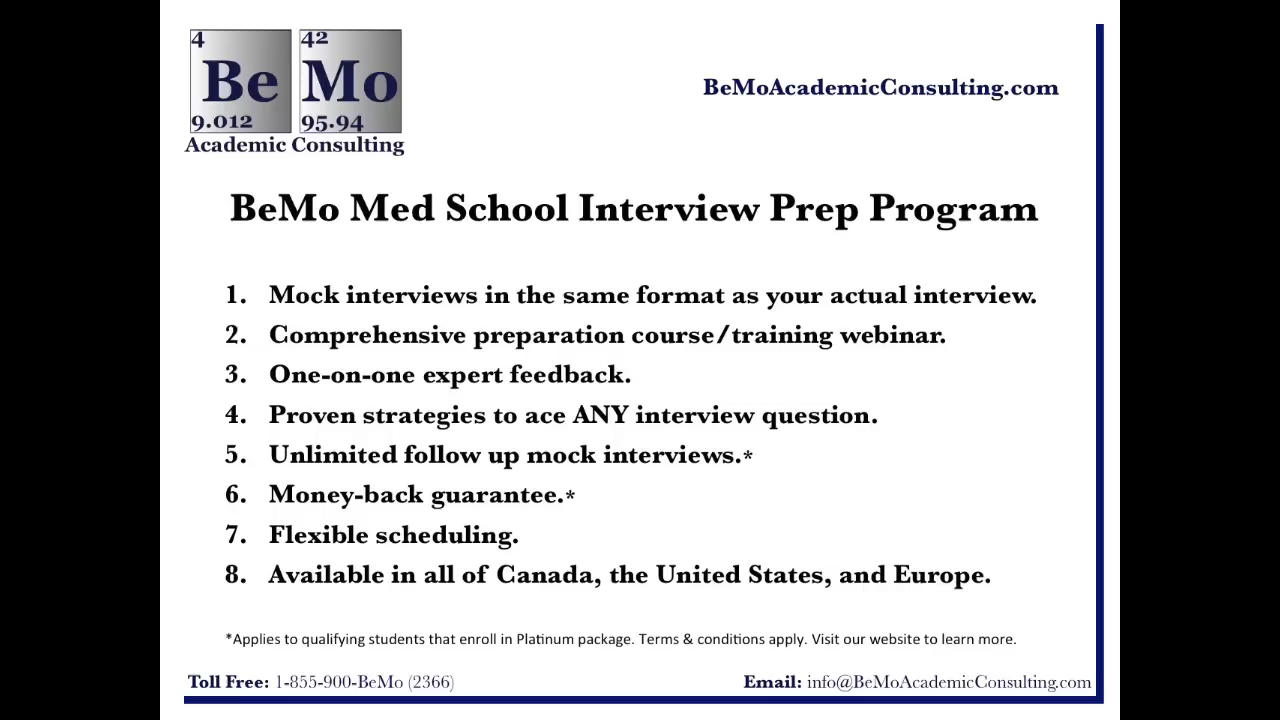 4 42
Be Mo
9.012 95.94
Academic Consulting
BeMoAcademicConsulting.com
BeMo Med School Interview Prep Program
1. Mock interviews in the same format as your actual interview.
2. Comprehensive preparation course/training webinar.
3. One-on-one expert feedback.
4. Proven strategies to ace ANY interview question.
5. Unlimited follow up mock interviews.*
6. Money-back guarantee.*
7. Flexible scheduling.
8. Available in all of Canada, the United States, and Europe.
*Applies to qualifying students that enroll in Platinum package. Terms & conditions apply. Visit our website to learn more.
Toll Free: 1-855-900-BeMo (2366) Email: info@BeMoAcademicConsulting.com